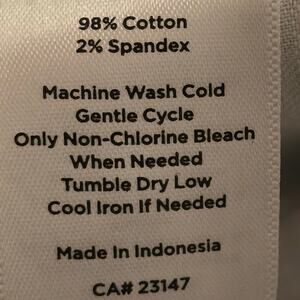 98% Cotton
2% Spandex
Machine Wash Cold
Gentle Cycle
Only Non-Chlorine Bleach
When Needed
Tumble Dry Low
Cool Iron If Needed
Made In Indonesia
CA# 23147